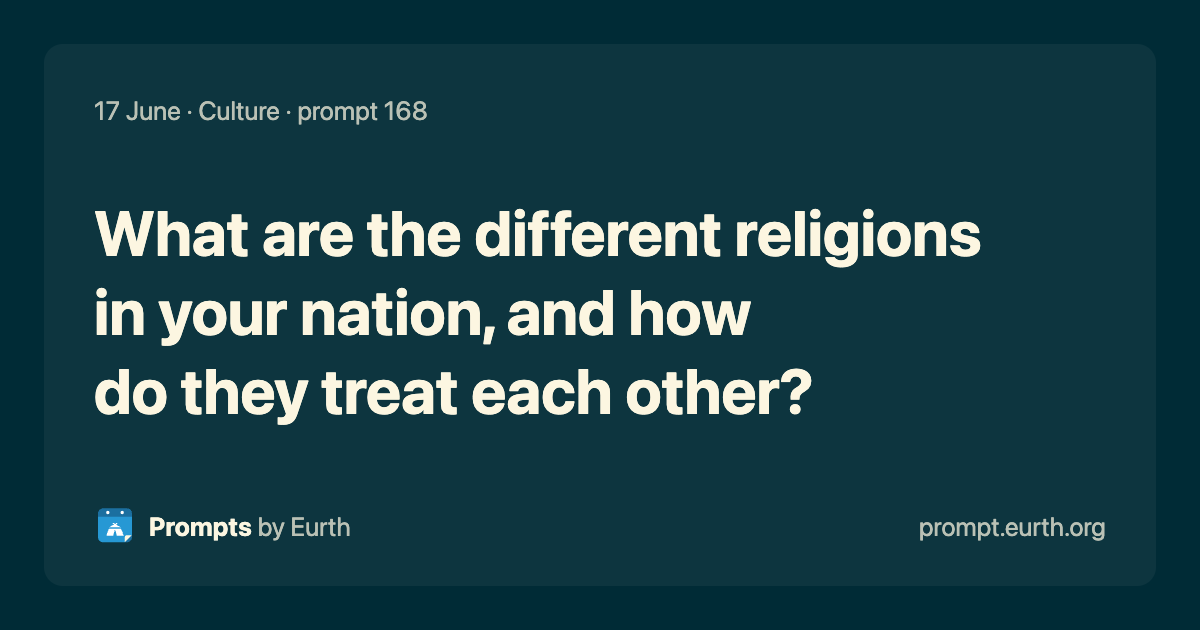 17 June · Culture · prompt 168
What are the different religions
in your nation, and how
do they treat each other?
Prompts by Eurth
prompt.eurth.org